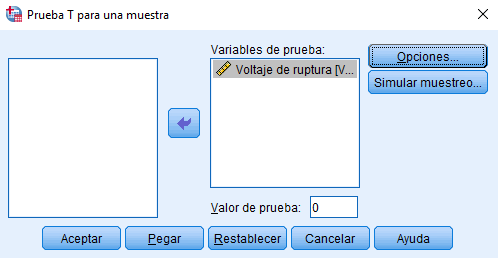 Prueba T para una muestra
Variables de prueba:
Voltaje de ruptura [V...
Opciones...
Simular muestreo...
Valor de prueba: 0
Aceptar Pegar Restablecer Cancelar Ayuda